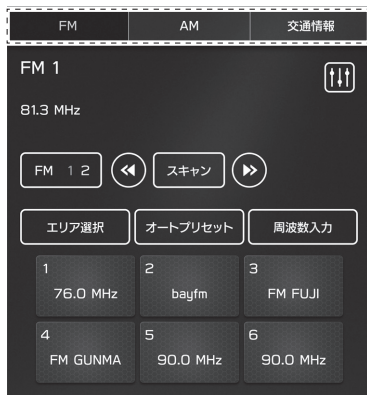 FM AM 交通情報
FM 1
81.3 MHz
FM 1 2 スキャン
エリア選択 オートプリセット 周波数入力
1 2 3
76.0 MHz bayfm FM FUJI
4 5 6
FM GUNMA 90.0 MHz 90.0 MHz